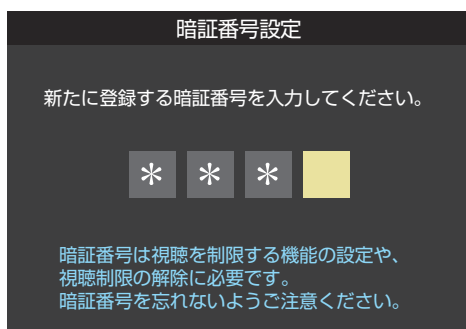 暗証番号設定
新たに登録する暗証番号を入力してください。
* * *
暗証番号は視聴を制限する機能の設定や、
視聴制限の解除に必要です。
暗証番号を忘れないようご注意ください。